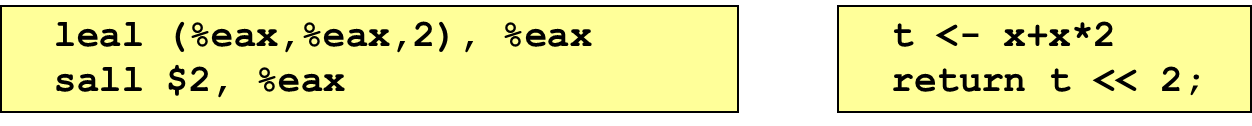 leal (%eax,%eax,2), %eax
sall $2, %eax
t <- x+x*2
return t << 2;